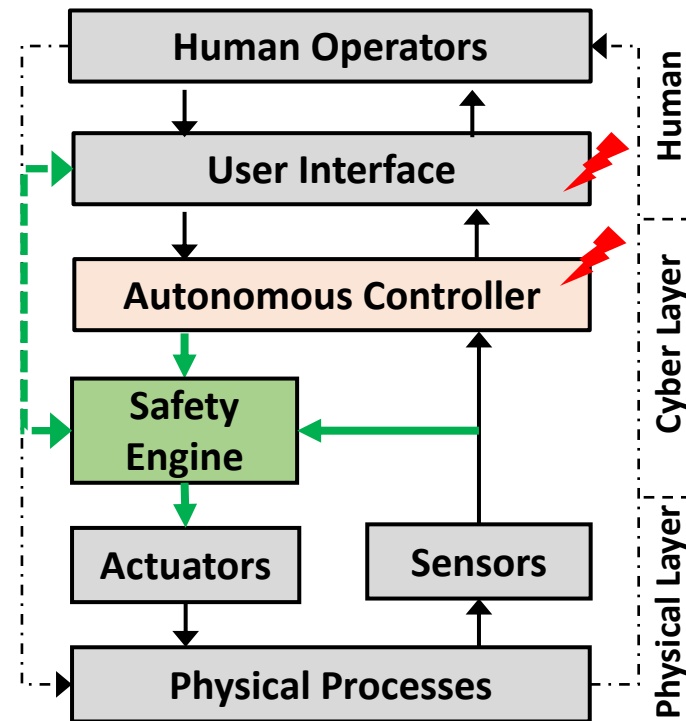 Human Operators
User Interface
Autonomous Controller
Safety
Engine
Actuators
Sensors
Physical Processes
Human
Cyber Layer
Physical Layer